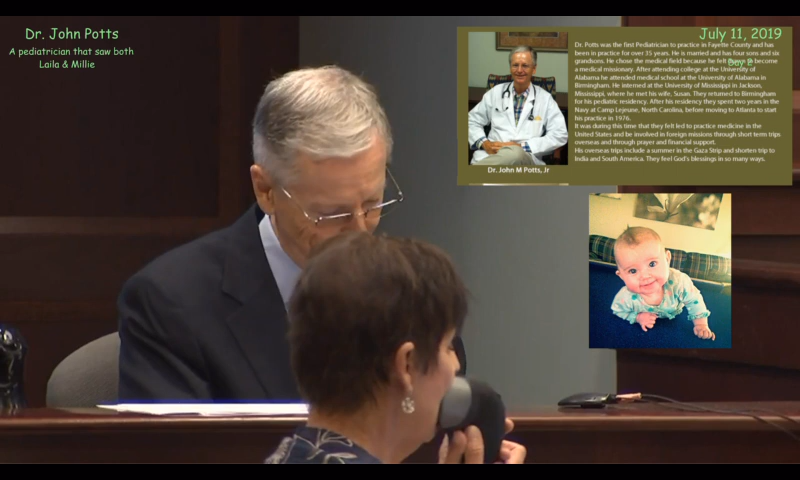 Dr. John Potts
A pediatrician that saw both
Laila & Millie
July 11, 2019
Day 2
Dr. Potts was the first Pediatrician to practice in Fayette County and has
been in practice for over 35 years. He is married and has four sons and six
grandsons. He chose the medical field because he felt to become
a medical missionary. After attending college at the University of
Alabama he attended medical school at the University of Alabama in
Birmingham. He interned at the University of Mississippi in Jackson,
Mississippi, where he met his wife, Susan. They returned to Birmingham
for his pediatric residency. After his residency they spent two years in the
Navy at Camp Lejeune, North Carolina, before moving to Atlanta to start
his practice in 1976.
It was during this time that they felt led to practice medicine in the
United States and be involved in foreign missions through short term trips
overseas and through prayer and financial support.
His overseas trips include a summer in the Gaza Strip and shorten trip to
India and South America. They feel God's blessings in so many ways.
Dr. John M Potts, Jr